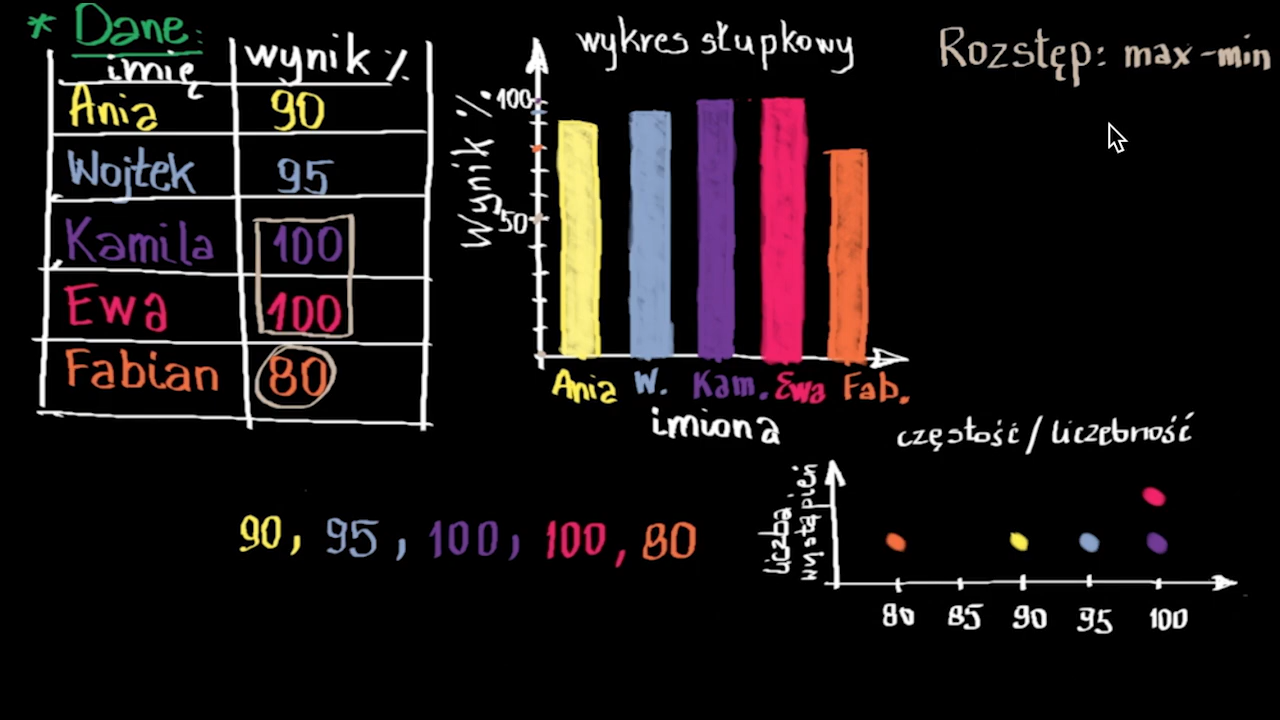 * Dane:
imię wynik %
Ania 90
Wojtek 95
Kamila 100
Ewa 100
Fabian 80
wykres słupkowy
Wynik %
100
50
Ania W. Kam. Ewa Fab.
imiona
Rozstęp: max-min
90, 95, 100, 100, 80
częstość/liczebność
liczba
wystąpień
80 85 90 95 100